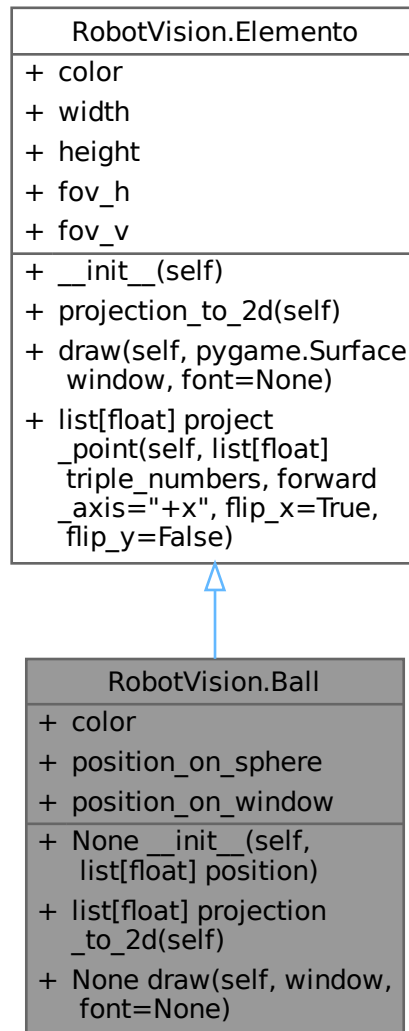 RobotVision.Elemento
+ color
+ width
+ height
+ fov_h
+ fov_v
+ __init__(self)
+ projection_to_2d(self)
+ draw(self, pygame.Surface
window, font=None)
+ list[float] project
_point(self, list[float]
triple_numbers, forward
_axis="+x", flip_x=True,
flip_y=False)
RobotVision.Ball
+ color
+ position_on_sphere
+ position_on_window
+ None __init__(self,
list[float] position)
+ list[float] projection
_to_2d(self)
+ None draw(self, window,
font=None)